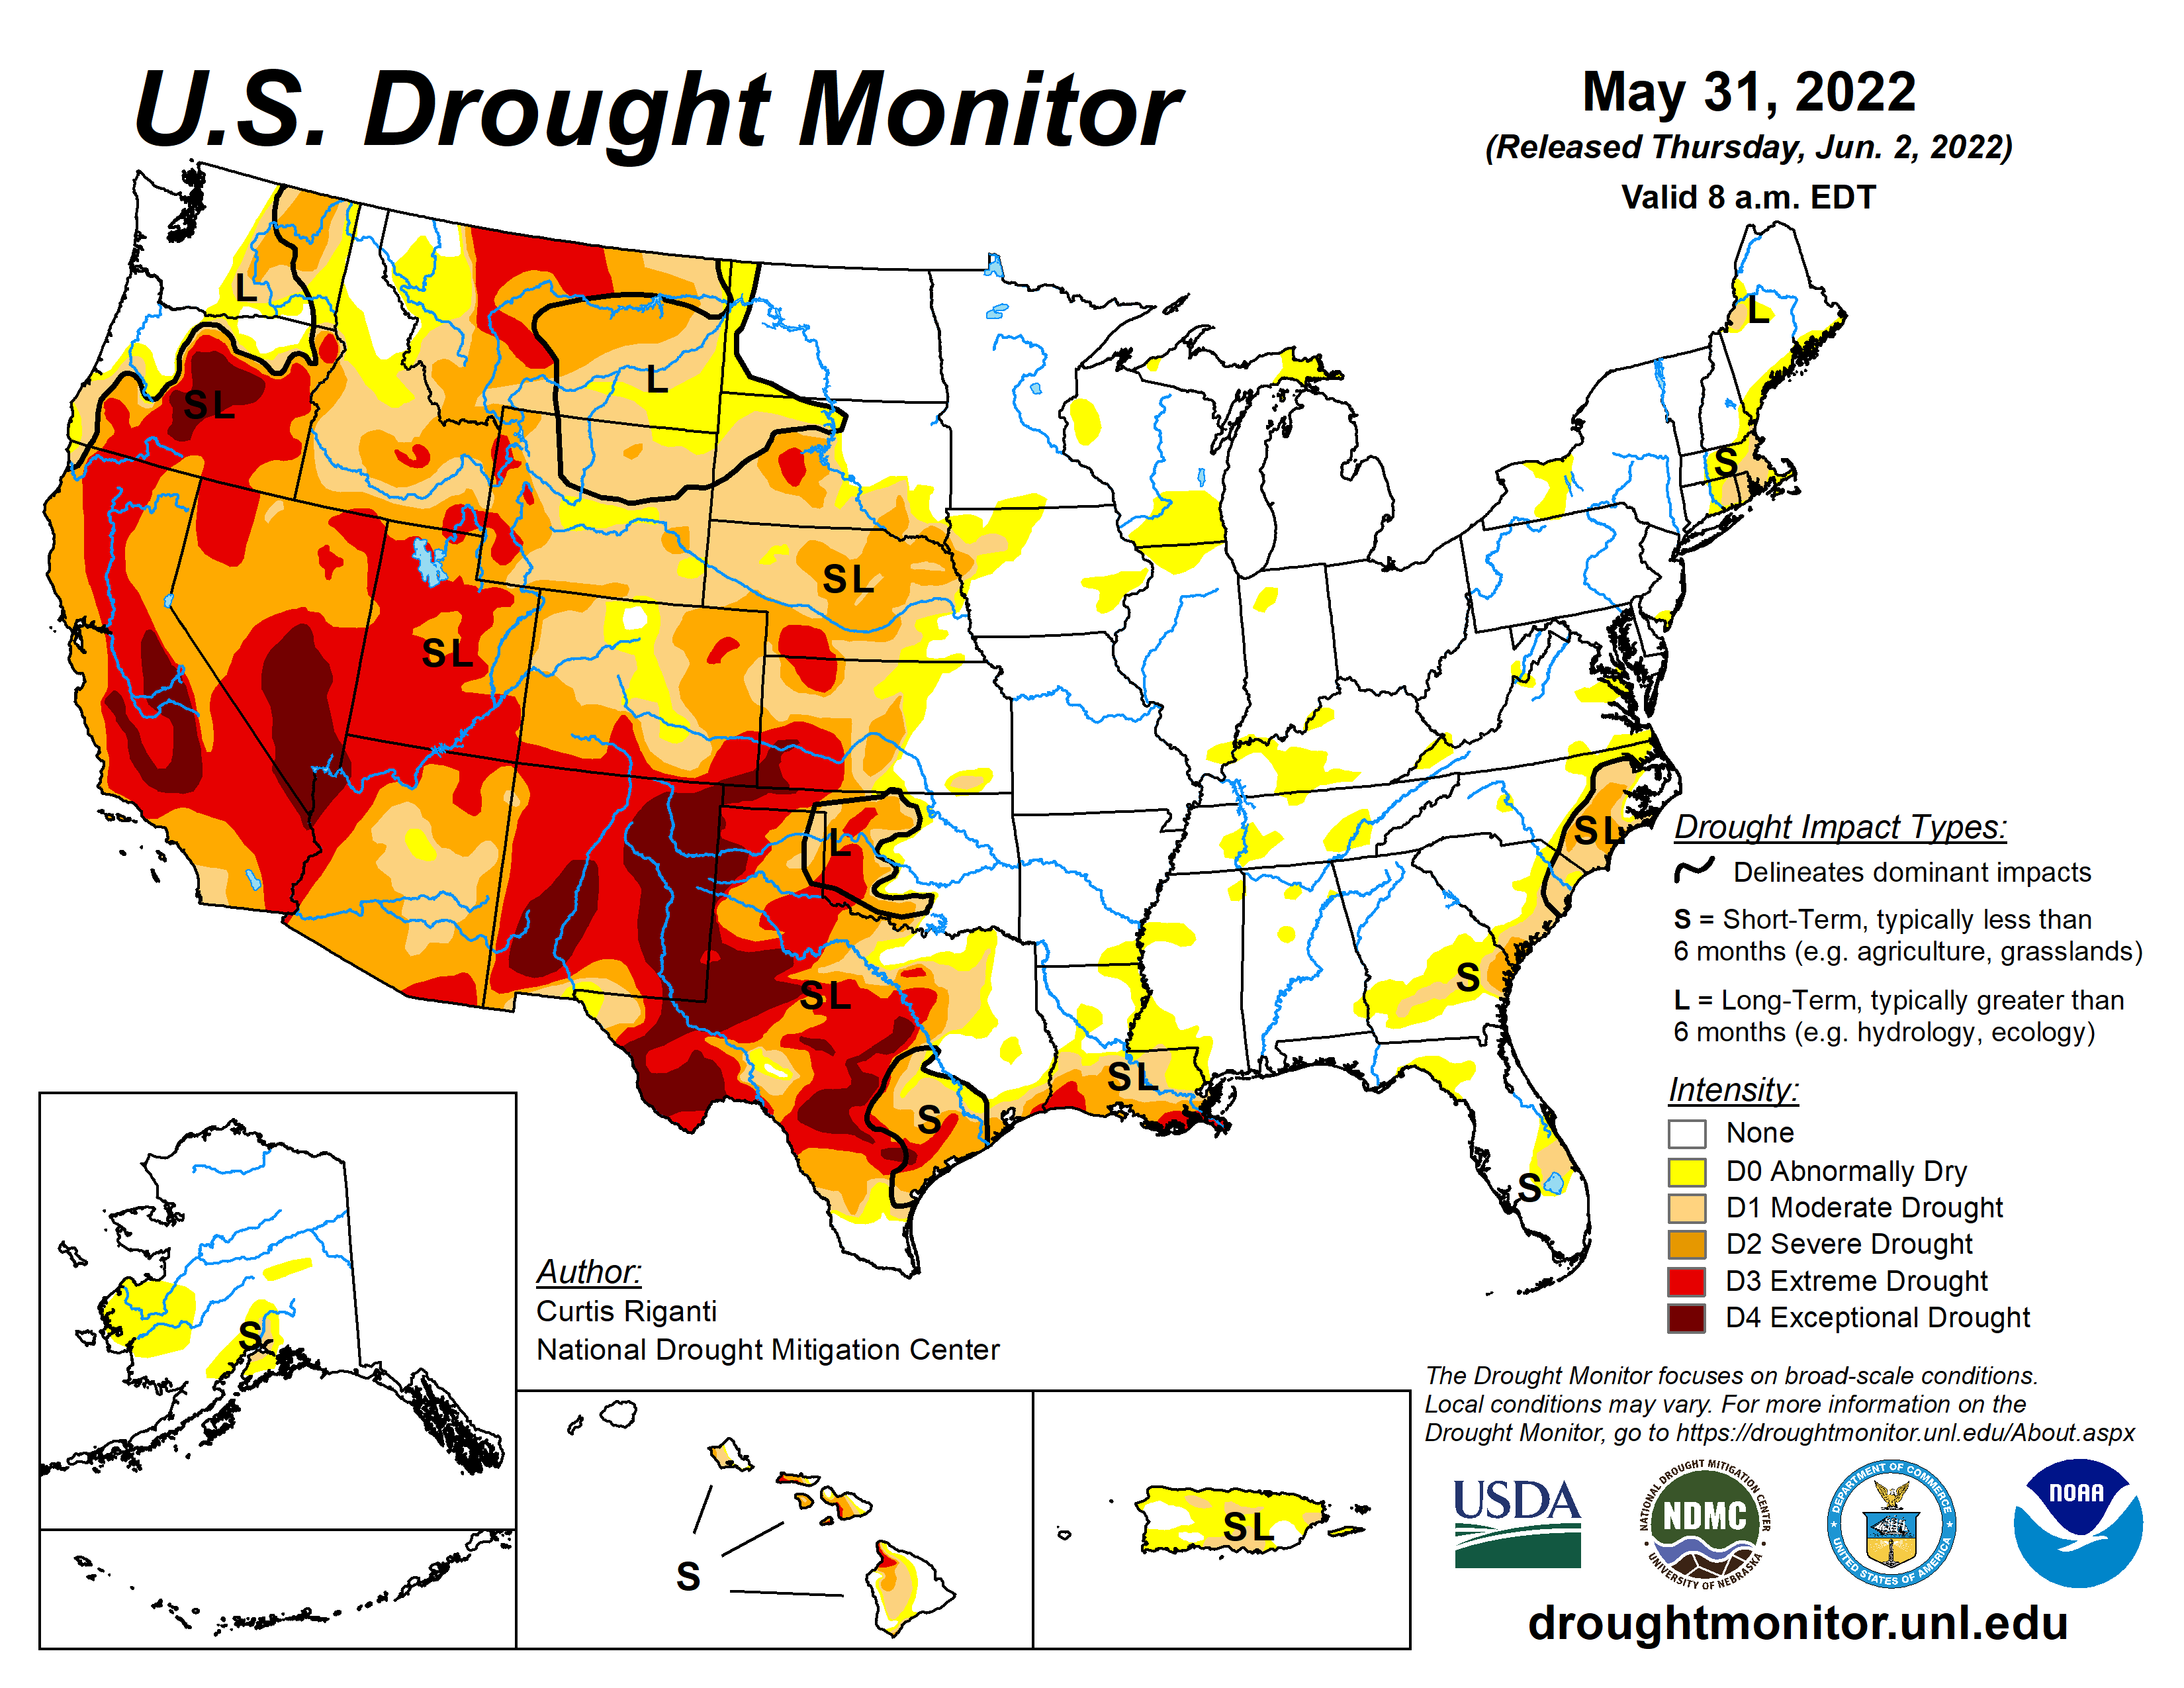 U.S. Drought Monitor
May 31, 2022
(Released Thursday, Jun. 2, 2022)
Valid 8 a.m. EDT
L
L
L
SL
S
SL
SL
L
SL
S
SL
S
SL
S
S
Drought Impact Types:
Delineates dominant impacts
S = Short-Term, typically less than
6 months (e.g. agriculture, grasslands)
L = Long-Term, typically greater than
6 months (e.g. hydrology, ecology)
Intensity:
None
D0 Abnormally Dry
D1 Moderate Drought
D2 Severe Drought
D3 Extreme Drought
D4 Exceptional Drought
S
Author:
Curtis Riganti
National Drought Mitigation Center
S
SL
The Drought Monitor focuses on broad-scale conditions.
Local conditions may vary. For more information on the
Drought Monitor, go to https://droughtmonitor.unl.edu/About.aspx
USDA
NATIONAL DROUGHT MITIGATION CENTER
NDMC
UNIVERSITY OF NEBRASKA
DEPARTMENT OF COMMERCE
UNITED STATES OF AMERICA
NOAA
droughtmonitor.unl.edu